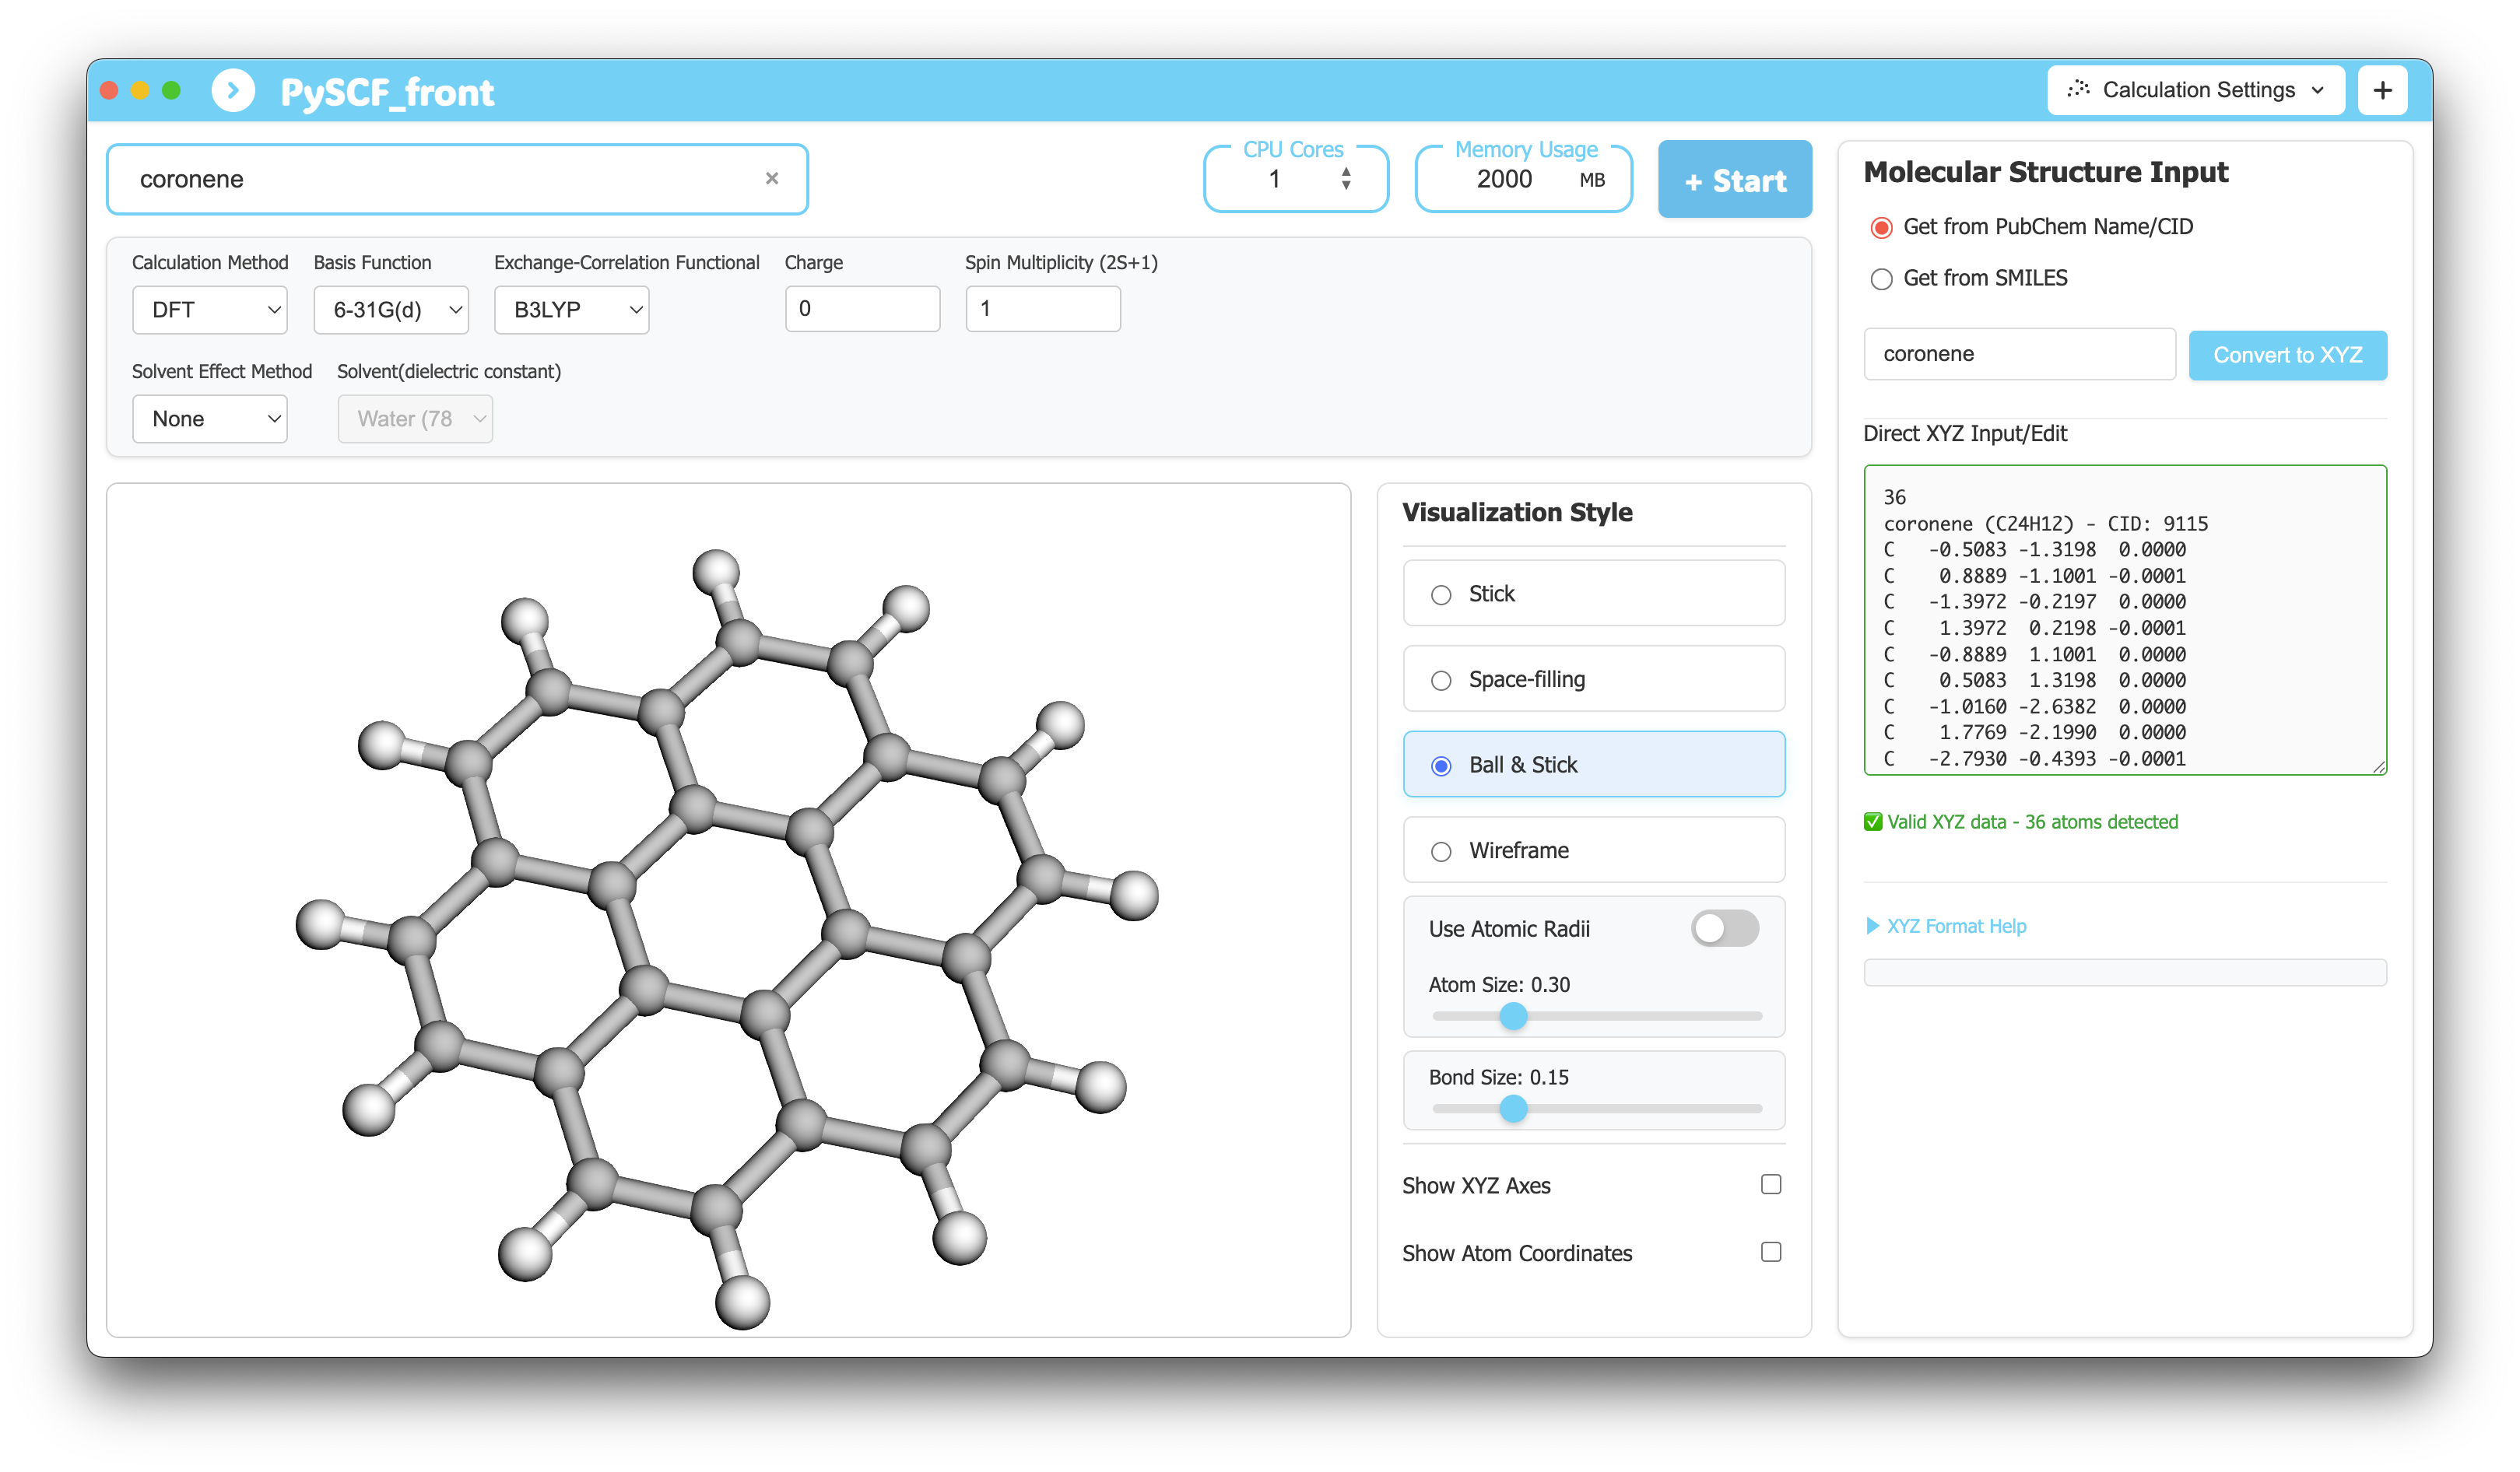 PySCF_front
Calculation Settings
+
coronene ×
CPU Cores
1
Memory Usage
2000 MB
+ Start
Calculation Method
Basis Function
Exchange-Correlation Functional
Charge
Spin Multiplicity (2S+1)
DFT
6-31G(d)
B3LYP
0
1
Solvent Effect Method
Solvent(dielectric constant)
None
Water (78
Visualization Style
Stick
Space-filling
Ball & Stick
Wireframe
Use Atomic Radii
Atom Size: 0.30
Bond Size: 0.15
Show XYZ Axes
Show Atom Coordinates
Molecular Structure Input
Get from PubChem Name/CID
Get from SMILES
coronene
Convert to XYZ
Direct XYZ Input/Edit
36
coronene (C24H12) - CID: 9115
C -0.5083 -1.3198 0.0000
C 0.8889 -1.1001 -0.0001
C -1.3972 -0.2197 0.0000
C 1.3972 0.2198 -0.0001
C -0.8889 1.1001 0.0000
C 0.5083 1.3198 0.0000
C -1.0160 -2.6382 0.0000
C 1.7769 -2.1990 0.0000
C -2.7930 -0.4393 -0.0001
✅ Valid XYZ data - 36 atoms detected
▶ XYZ Format Help